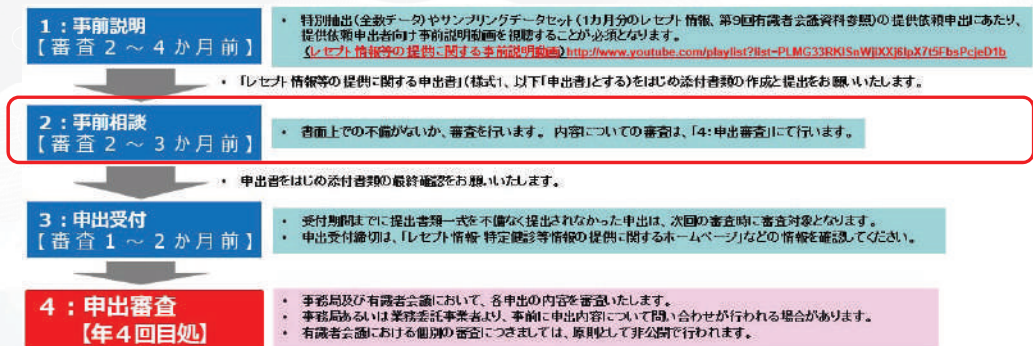 1：事前説明
【審査2～4か月前】
・ 特別抽出(全数データ)やサンプリングデータセット(1カ月分のレセプト情報、第9回有識者会議資料参照)の提供依頼申出にあたり、
提供依頼申出者向け事前説明動画を視聴することが必須となります。
(レセプト情報等の提供に関する事前説明動画)http://www.youtube.com/playlist?list=PLMG33RKISnWjIXXj6lpX7t5FbsPcjeD1b
・ 「レセプト情報等の提供に関する申出書」(様式1、以下「申出書」とする)をはじめ添付書類の作成と提出をお願いいたします。
2：事前相談
【審査2～3か月前】
・ 書面上での不備がないか、審査を行います。内容についての審査は、「4:申出審査」にて行います。
・ 申出書をはじめの添付書類の最終確認をお願いいたします。
3：申出受付
【審査1～2か月前】
・ 受付期間までに提出書類一式を不備なく提出されなかった申出は、次回の審査時に審査対象となります。
・ 申出受付締切は、「レセプト情報・特定健診等情報の提供に関するホームページ」などの情報を確認してください。
4：申出審査
【年4回目処】
・ 事務局及び有識者会議において、各申出の内容を審査いたします。
・ 事務局あるいは業務委託事業者より、事前に申出内容について問い合わせが行われる場合があります。
・ 有識者会議における個別の審査につきましては、原則として非公開で行われます。